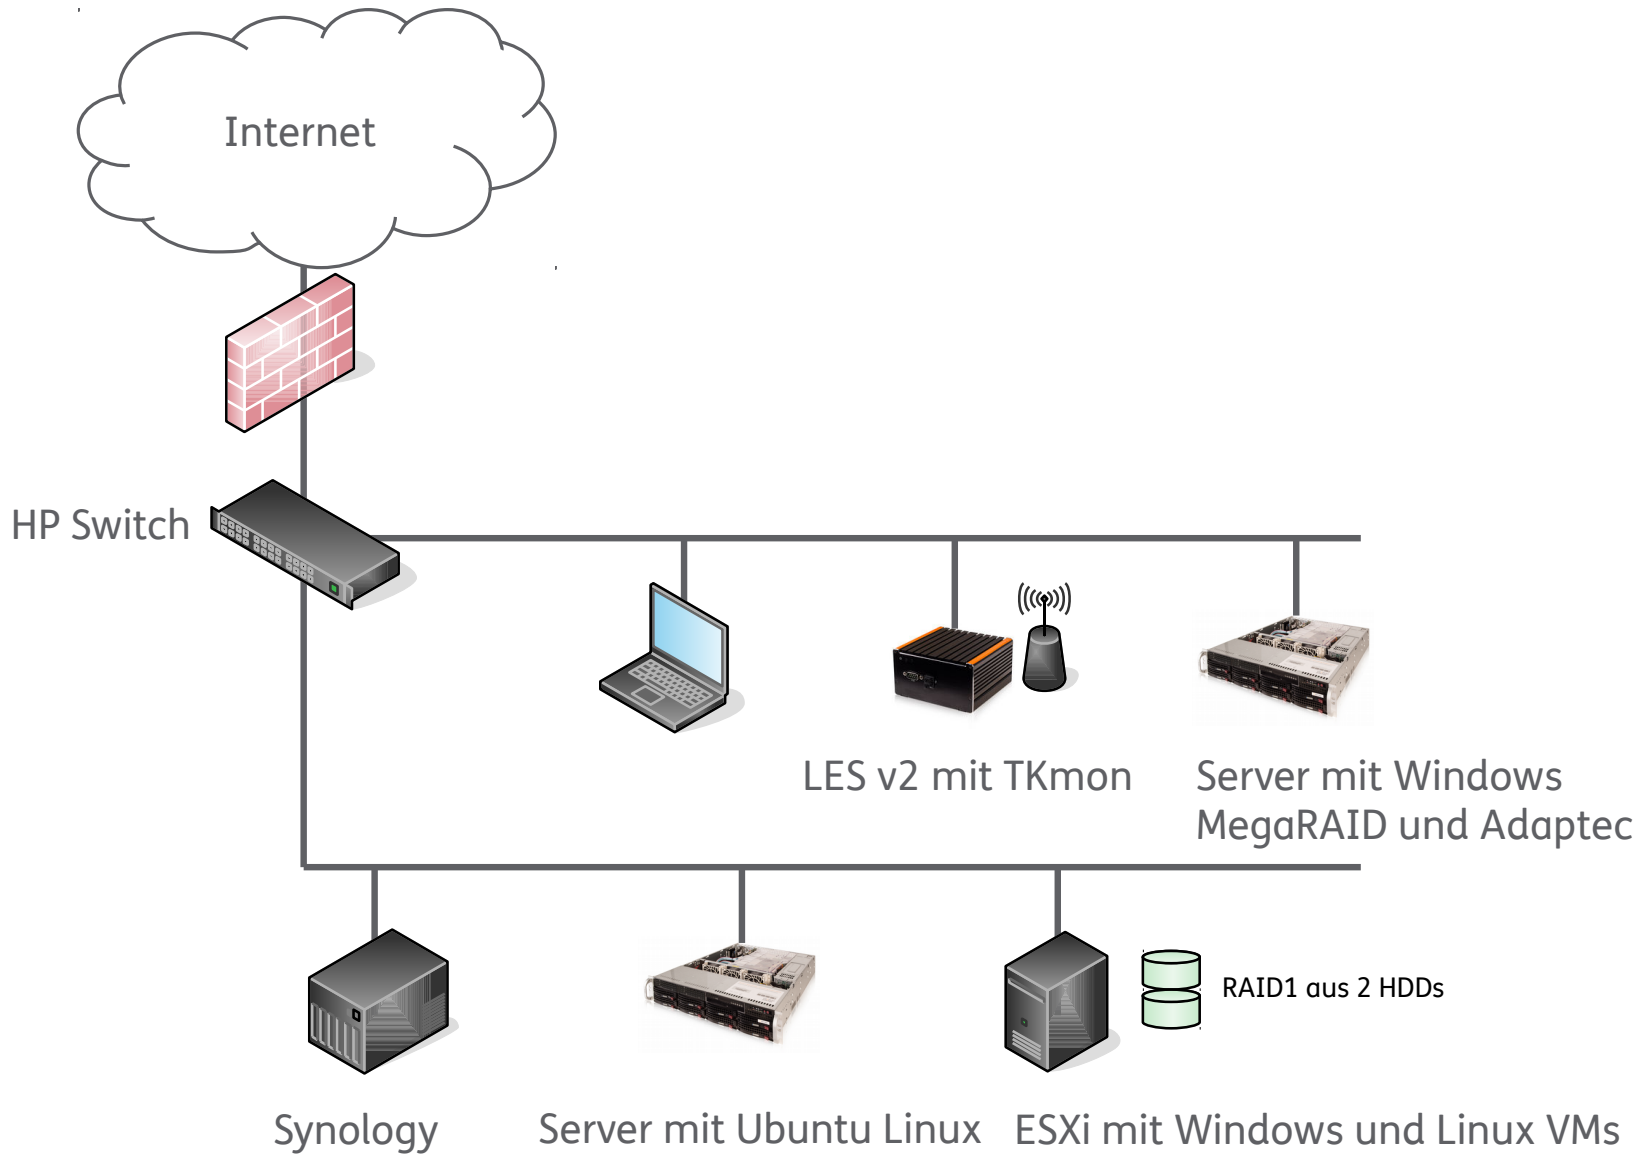 Internet
HP Switch
LES v2 mit TKmon
Server mit Windows
MegaRAID und Adaptec
RAID1 aus 2 HDDs
Synology
Server mit Ubuntu Linux
ESXi mit Windows und Linux VMs